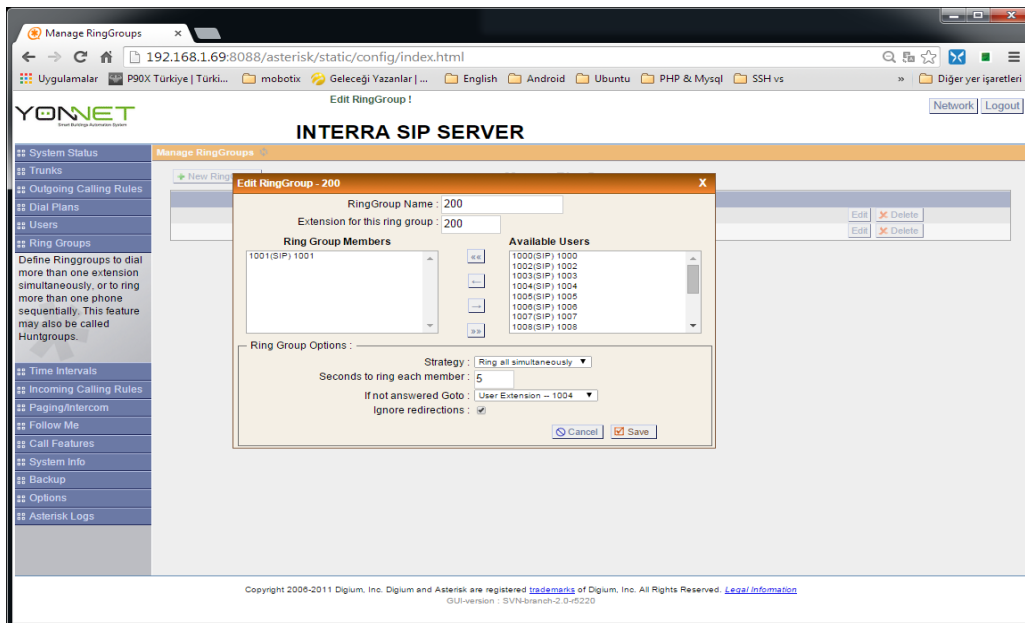 Manage RingGroups
192.168.1.69:8088/asterisk/static/config/index.html
Uygulamalar P90X Türkiye | Türki... mobotix Geleceği Yazanlar | ... English Android Ubuntu PHP & Mysql SSH vs » Diğer yer işaretleri
YONNET
Edit RingGroup !
Network Logout
INTERRA SIP SERVER
System Status
Trunks
Outgoing Calling Rules
Dial Plans
Users
Ring Groups
Define Ringgroups to dial
more than one extension
simultaneously, or to ring
more than one phone
sequentially. This feature
may also be called
Huntgroups.
Time Intervals
Incoming Calling Rules
Paging/Intercom
Follow Me
Call Features
System Info
Backup
Options
Asterisk Logs
Manage RingGroups
New Ring
Edit Delete
Edit Delete
Edit RingGroup - 200 X
RingGroup Name : 200
Extension for this ring group : 200
Ring Group Members
1001(SIP) 1001
Available Users
1000(SIP) 1000
1002(SIP) 1002
1003(SIP) 1003
1004(SIP) 1004
1005(SIP) 1005
1006(SIP) 1006
1007(SIP) 1007
1008(SIP) 1008
Ring Group Options :
Strategy : Ring all simultaneously
Seconds to ring each member : 5
If not answered Goto : User Extension -- 1004
Ignore redirections :
Cancel Save
Copyright 2006-2011 Digium, Inc. Digium and Asterisk are registered trademarks of Digium, Inc. All Rights Reserved. Legal Information
GUI-version : SVN-branch-2.0-r5220